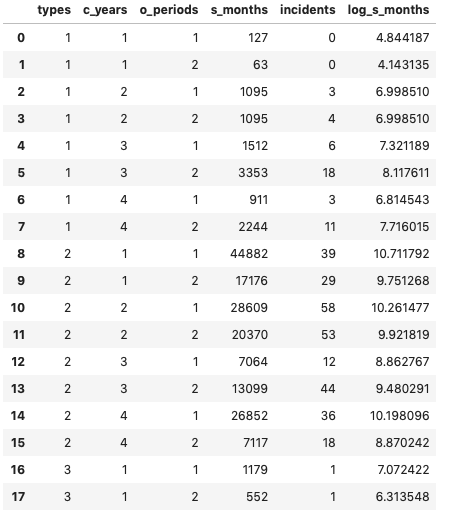 types c_years o_periods s_months incidents log_s_months
0 1 1 1 127 0 4.844187
1 1 1 2 63 0 4.143135
2 1 2 1 1095 3 6.998510
3 1 2 2 1095 4 6.998510
4 1 3 1 1512 6 7.321189
5 1 3 2 3353 18 8.117611
6 1 4 1 911 3 6.814543
7 1 4 2 2244 11 7.716015
8 2 1 1 44882 39 10.711792
9 2 1 2 17176 29 9.751268
10 2 2 1 28609 58 10.261477
11 2 2 2 20370 53 9.921819
12 2 3 1 7064 12 8.862767
13 2 3 2 13099 44 9.480291
14 2 4 1 26852 36 10.198096
15 2 4 2 7117 18 8.870242
16 3 1 1 1179 1 7.072422
17 3 1 2 552 1 6.313548